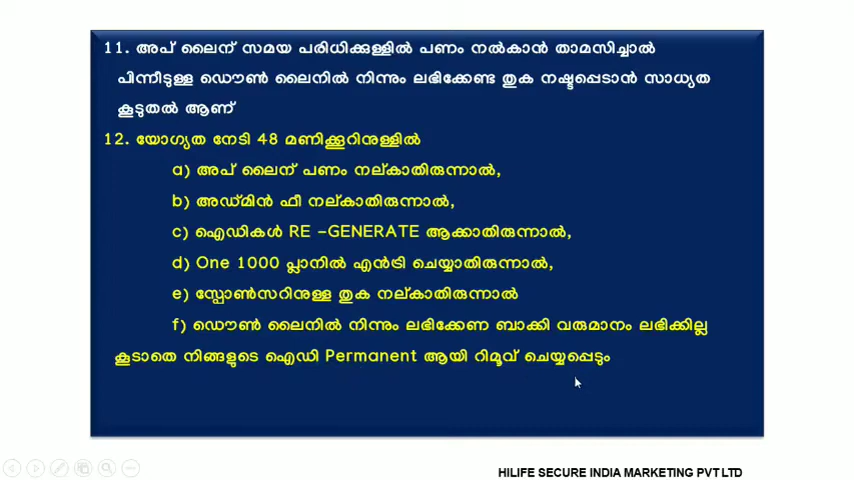 11. അപ് ലൈന് സമയ പരിധിക്കുള്ളിൽ പണം നൽകാൻ താമസിച്ചാൽ
പിന്നീടുള്ള ഡൌൺ ലൈനിൽ നിന്നും ലഭിക്കേണ്ട തുക നഷ്ടപ്പെടാൻ സാധ്യത
കൂടുതൽ ആണ്
12. യോഗ്യത നേടി 48 മണിക്കൂറിനുള്ളിൽ
a) അപ് ലൈന് പണം നല്കാതിരുന്നാൽ,
b) അഡ്മിൻ ഫീ നല്കാതിരുന്നാൽ,
c) ഐഡികൾ RE –GENERATE ആക്കാതിരുന്നാൽ,
d) One 1000 പ്ലാനിൽ എൻട്രി ചെയ്യാതിരുന്നാൽ,
e) സ്പോൺസറിനുള്ള തുക നല്കാതിരുന്നാൽ
f) ഡൌൺ ലൈനിൽ നിന്നും ലഭിക്കേണ ബാക്കി വരുമാനം ലഭിക്കില്ല
കൂടാതെ നിങ്ങളുടെ ഐഡി Permanent ആയി റിമൂവ് ചെയ്യപ്പെടും
HILIFE SECURE INDIA MARKETING PVT LTD